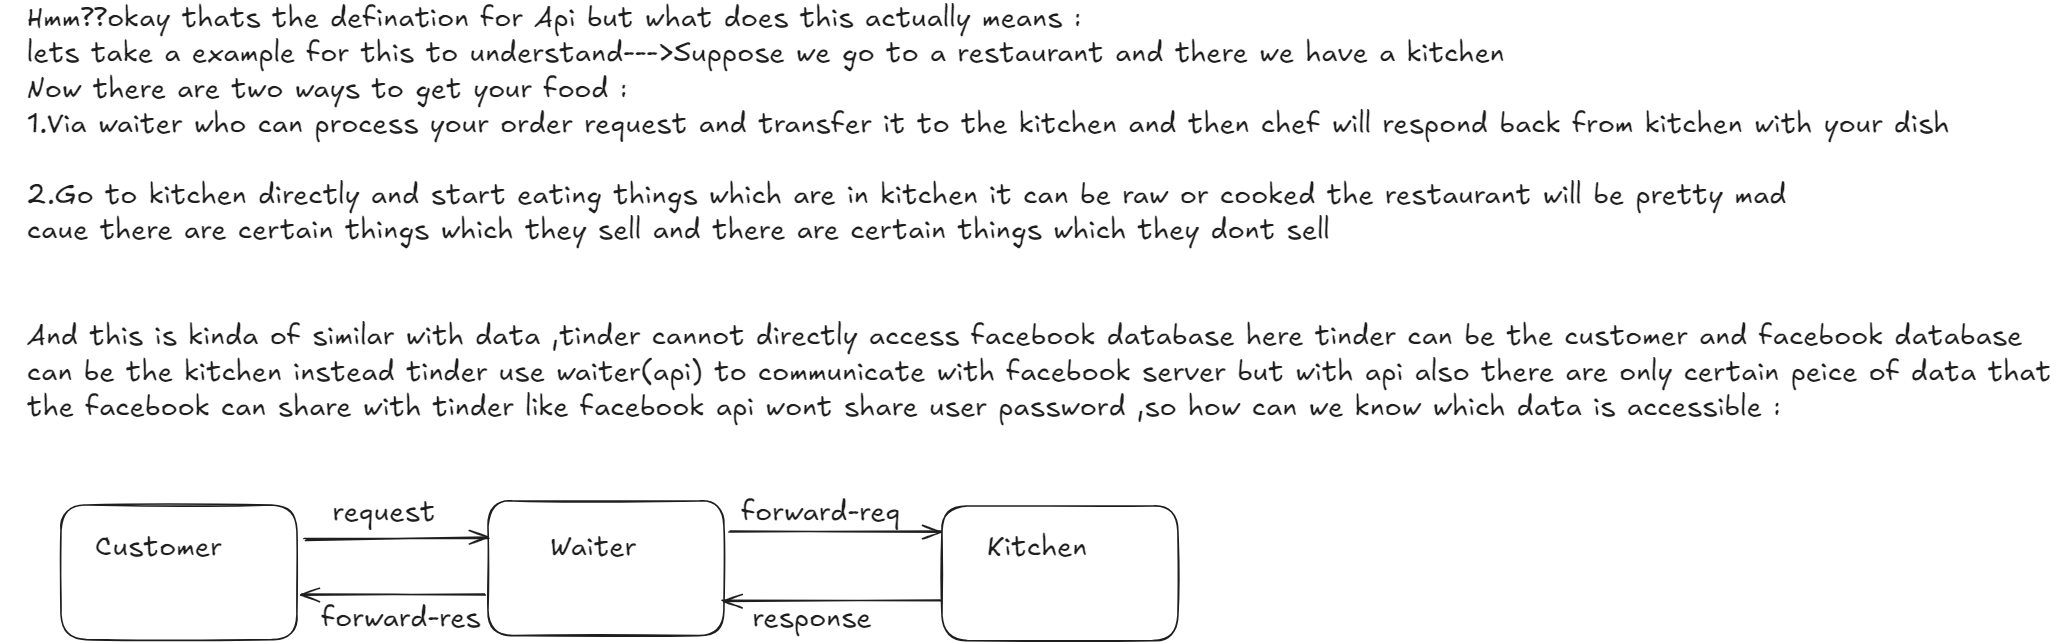 Hmm??okay thats the defination for Api but what does this actually means :
lets take a example for this to understand--->Suppose we go to a restaurant and there we have a kitchen
Now there are two ways to get your food :
1.Via waiter who can process your order request and transfer it to the kitchen and then chef will respond back from kitchen with your dish
2.Go to kitchen directly and start eating things which are in kitchen it can be raw or cooked the restaurant will be pretty mad
caue there are certain things which they sell and there are certain things which they dont sell
And this is kinda of similar with data ,tinder cannot directly access facebook database here tinder can be the customer and facebook database
can be the kitchen instead tinder use waiter(api) to communicate with facebook server but with api also there are only certain peice of data that
the facebook can share with tinder like facebook api wont share user password ,so how can we know which data is accessible :
request
forward-req
Customer
Waiter
Kitchen
forward-res
response